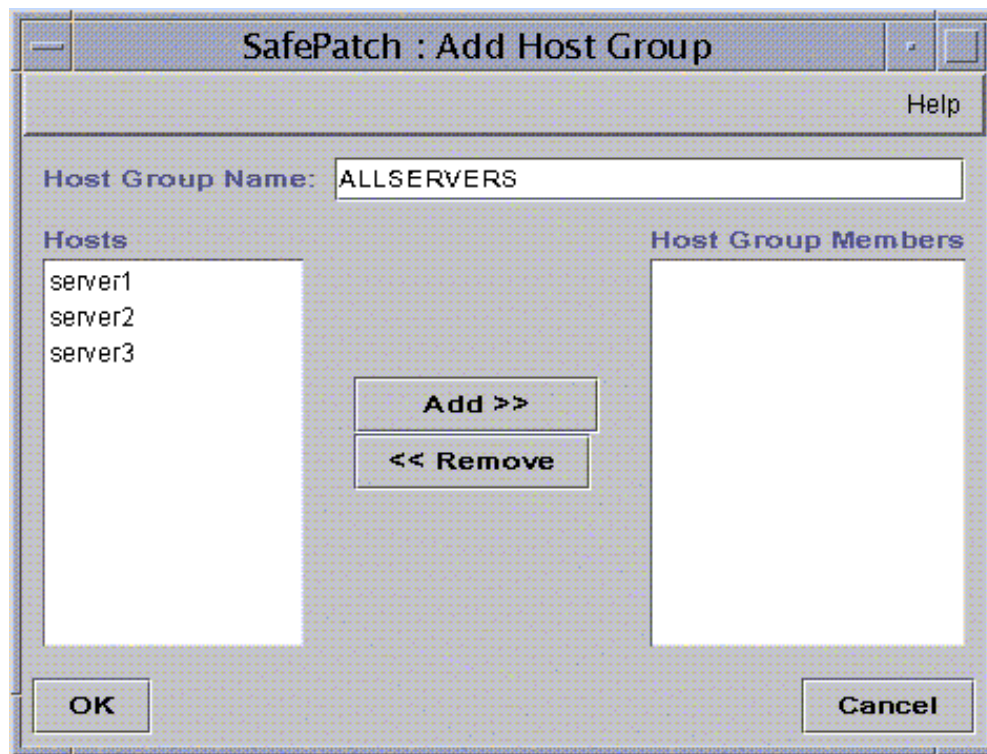 SafePatch : Add Host Group
Help
Host Group Name: ALLSERVERS
Hosts
Host Group Members
server1
server2
server3
Add >>
<< Remove
OK
Cancel